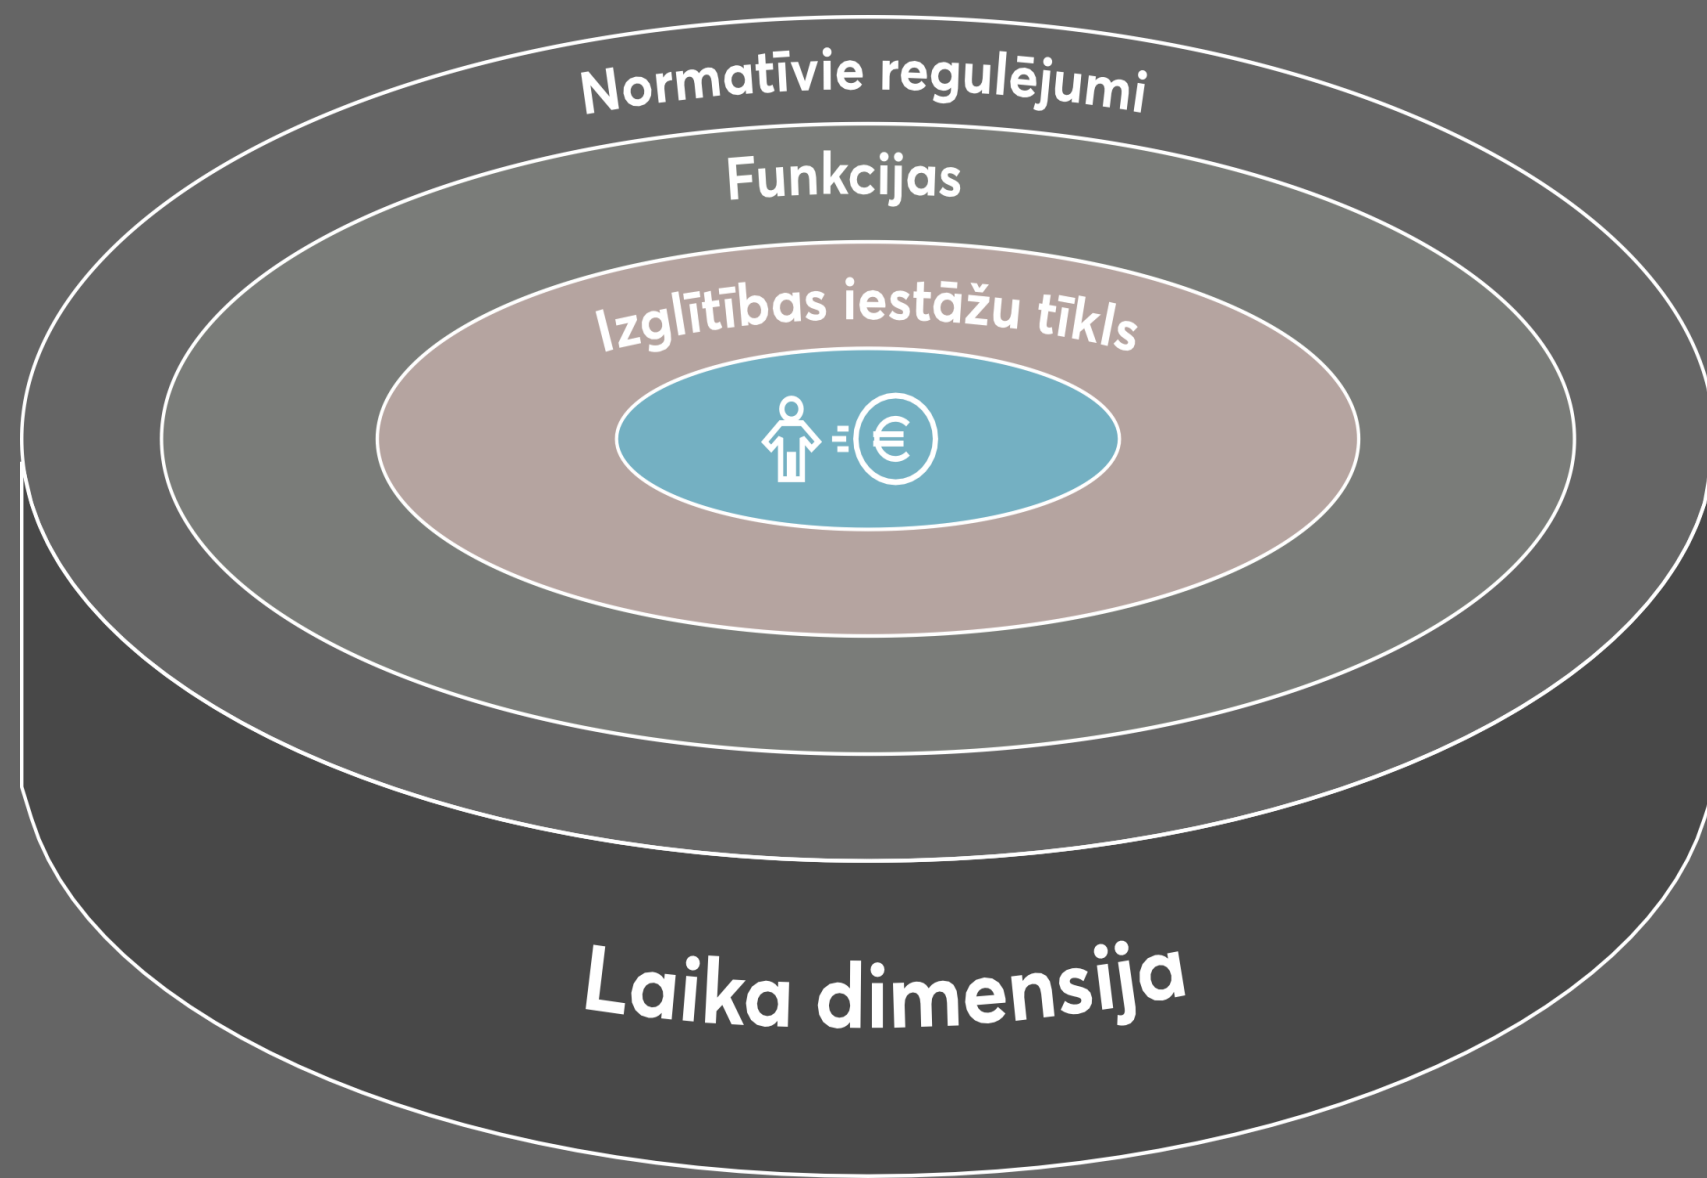 Normatīvie regulējumi
Funkcijas
Izglītības iestāžu tīkls
€
Laika dimensija